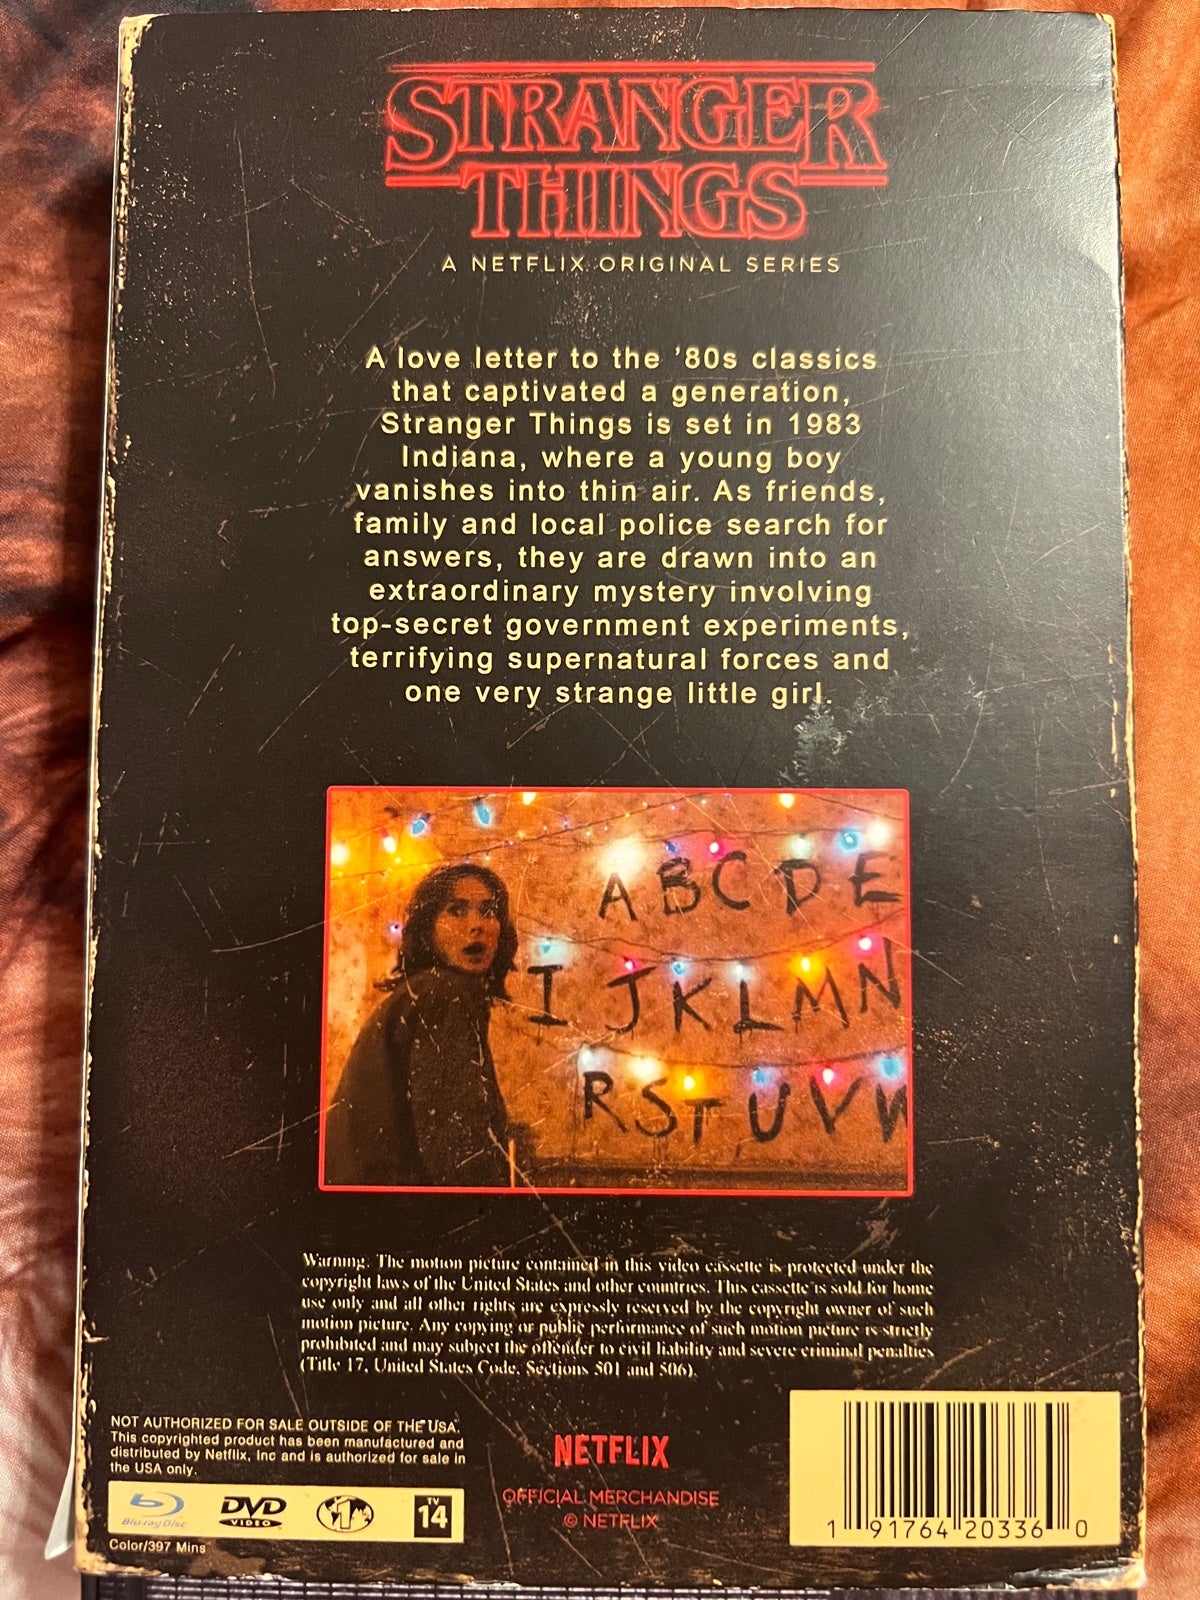 STRANGER
THINGS
A NETFLIX ORIGINAL SERIES
A love letter to the '80s classics
that captivated a generation,
Stranger Things is set in 1983
Indiana, where a young boy
vanishes into thin air. As friends,
family and local police search for
answers, they are drawn into an
extraordinary mystery involving
top-secret government experiments,
terrifying supernatural forces and
one very strange little girl.
A B C D E
I J K L M N
R S T U V W
Warning: The motion picture contained in this video cassette is protected under the
copyright laws of the United States and other countries. This cassette is sold for home
use only and all other rights are expressly reserved by the copyright owner of such
motion picture. Any copying or public performance of such motion picture is strictly
prohibited and may subject the offender to civil liability and severe criminal penalties
(Title 17, United States Code, Sections 501 and 506).
NOT AUTHORIZED FOR SALE OUTSIDE OF THE USA.
This copyrighted product has been manufactured and
distributed by Netflix, Inc and is authorized for sale in
the USA only.
Blu-ray Disc
DVD
VIDEO
1
TV
14
Color/397 Mins
NETFLIX
OFFICIAL MERCHANDISE
© NETFLIX
1 91764 20336 0